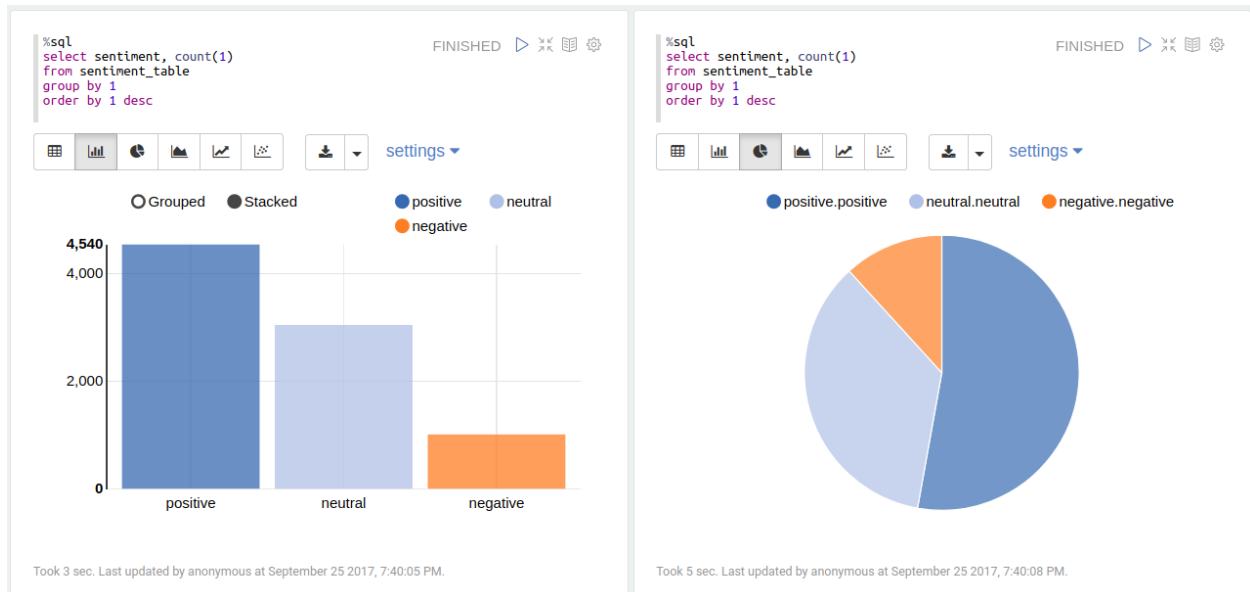 %sql
select sentiment, count(1)
from sentiment_table
group by 1
order by 1 desc
FINISHED
settings
Grouped Stacked
positive neutral
negative
4,540
4,000
2,000
0
positive neutral negative
Took 3 sec. Last updated by anonymous at September 25 2017, 7:40:05 PM.
%sql
select sentiment, count(1)
from sentiment_table
group by 1
order by 1 desc
FINISHED
settings
positive.positive neutral.neutral negative.negative
Took 5 sec. Last updated by anonymous at September 25 2017, 7:40:08 PM.